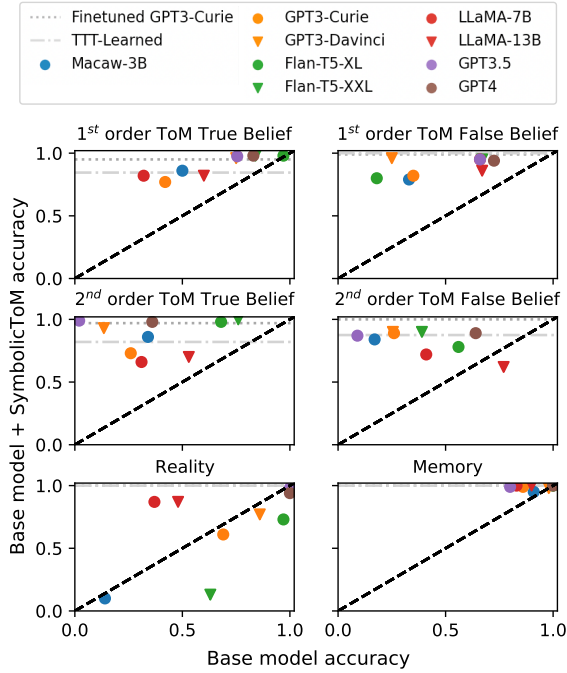 Finetuned GPT3-Curie
TTT-Learned
Macaw-3B
GPT3-Curie
GPT3-Davinci
Flan-T5-XL
Flan-T5-XXL
LLaMA-7B
LLaMA-13B
GPT3.5
GPT4
1st order ToM True Belief
1st order ToM False Belief
1.0
0.5
0.0
2nd order ToM True Belief
2nd order ToM False Belief
1.0
0.5
0.0
Reality
Memory
1.0
0.5
0.0
0.0 0.5 1.0
0.0 0.5 1.0
Base model + SymbolicToM accuracy
Base model accuracy